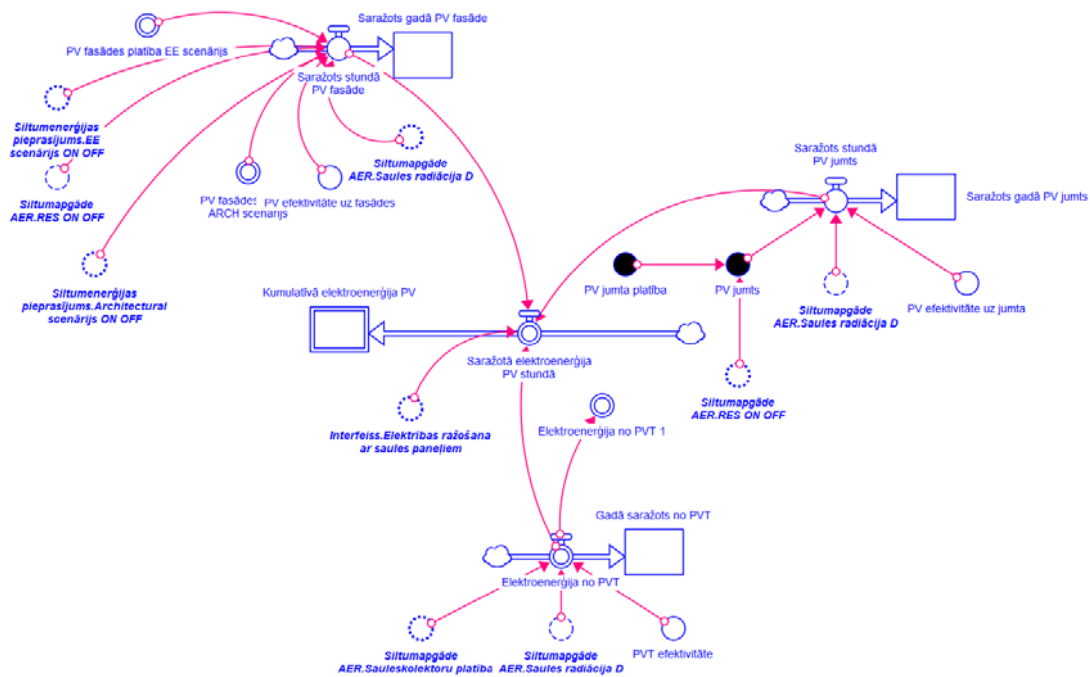 Saražots gadā PV fasāde
PV fasādes platība EE scenārijs
Saražots stundā
PV fasāde
Siltumenerģijas
pieprasījums.EE
scenārijs ON OFF
Siltumapgāde
AER.Saules radiācija D
Siltumapgāde
AER.RES ON OFF
PV fasādes
ARCH scenārijs
PV efektivitāte uz fasādes
Siltumenerģijas
pieprasījums.Architectural
scenārijs ON OFF
Saražots stundā
PV jumts
Saražots gadā PV jumts
PV jumta platība
PV jumts
Siltumapgāde
AER.Saules radiācija D
PV efektivitāte uz jumta
Kumulatīvā elektroenerģija PV
Saražotā elektroenerģija
PV stundā
Siltumapgāde
AER.RES ON OFF
Interfeiss.Elektrības ražošana
ar saules paneļiem
Elektroenerģija no PVT 1
Gadā saražots no PVT
Elektroenerģija no PVT
Siltumapgāde
AER.Sauleskolektoru platība
Siltumapgāde
AER.Saules radiācija D
PVT efektivitāte